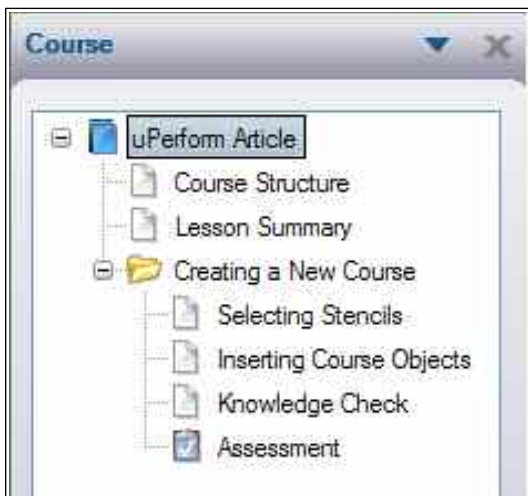 Course
uPerform Article
Course Structure
Lesson Summary
Creating a New Course
Selecting Stencils
Inserting Course Objects
Knowledge Check
Assessment